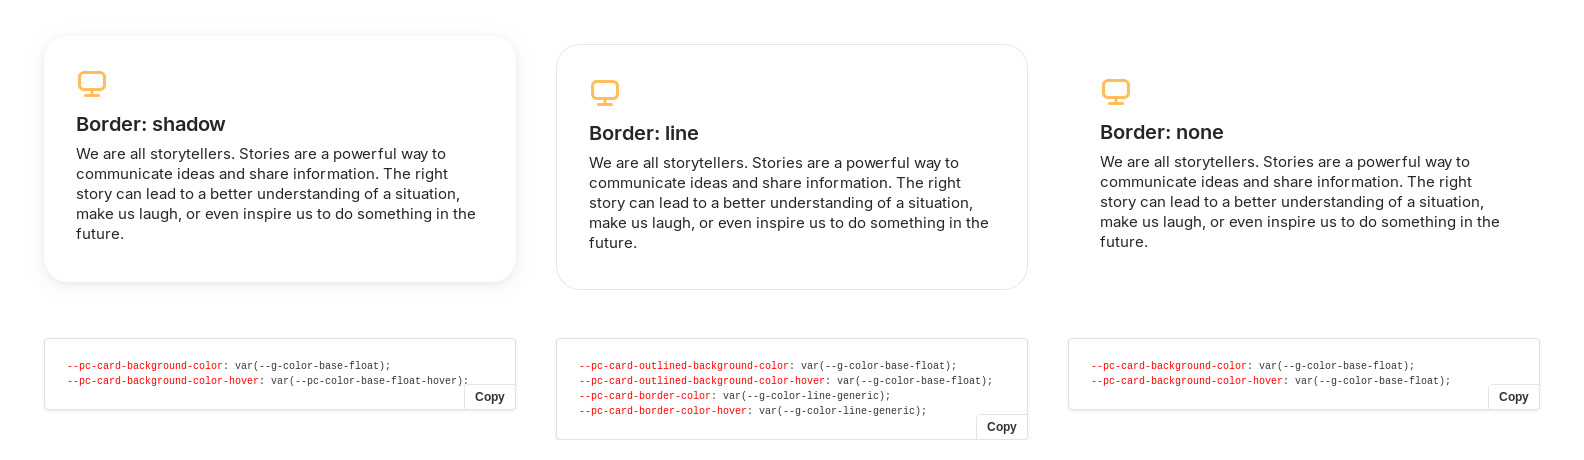 Border: shadow
We are all storytellers. Stories are a powerful way to
communicate ideas and share information. The right
story can lead to a better understanding of a situation,
make us laugh, or even inspire us to do something in the
future.
Border: line
We are all storytellers. Stories are a powerful way to
communicate ideas and share information. The right
story can lead to a better understanding of a situation,
make us laugh, or even inspire us to do something in the
future.
Border: none
We are all storytellers. Stories are a powerful way to
communicate ideas and share information. The right
story can lead to a better understanding of a situation,
make us laugh, or even inspire us to do something in the
future.
--pc-card-background-color: var(--g-color-base-float);
--pc-card-background-color-hover: var(--pc-color-base-float-hover);
Copy
--pc-card-outlined-background-color: var(--g-color-base-float);
--pc-card-outlined-background-color-hover: var(--g-color-base-float);
--pc-card-border-color: var(--g-color-line-generic);
--pc-card-border-color-hover: var(--g-color-line-generic);
Copy
--pc-card-background-color: var(--g-color-base-float);
--pc-card-background-color-hover: var(--g-color-base-float);
Copy